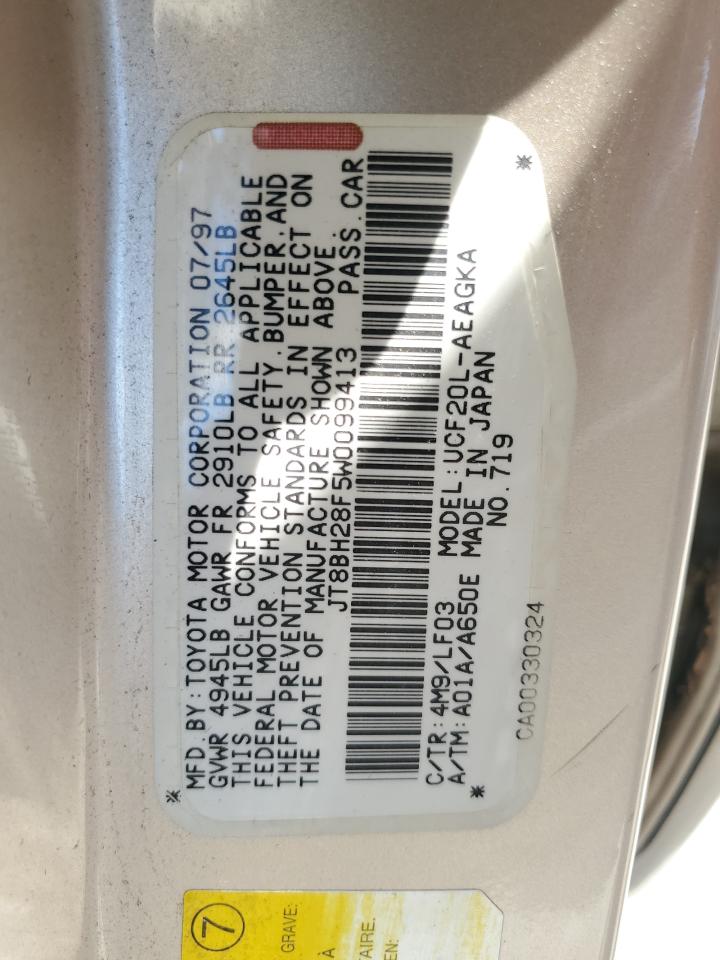 MFD. BY: TOYOTA MOTOR CORPORATION 07/97
GVWR 4945LB GAWR FR 2910LB RR 2645LB
THIS VEHICLE CONFORMS TO ALL APPLICABLE
FEDERAL MOTOR VEHICLE SAFETY, BUMPER, AND
THEFT PREVENTION STANDARDS IN EFFECT ON
THE DATE OF MANUFACTURE SHOWN ABOVE.
JT8BH28F5W0099413 PASS. CAR
C/TR: 4M9/LF03 MODEL: UCF20L-AEAGKA
A/TM: A01A/A650E MADE IN JAPAN
NO. 719
CA00330324
7
GRAVE:
À
TAIRE.
EN: